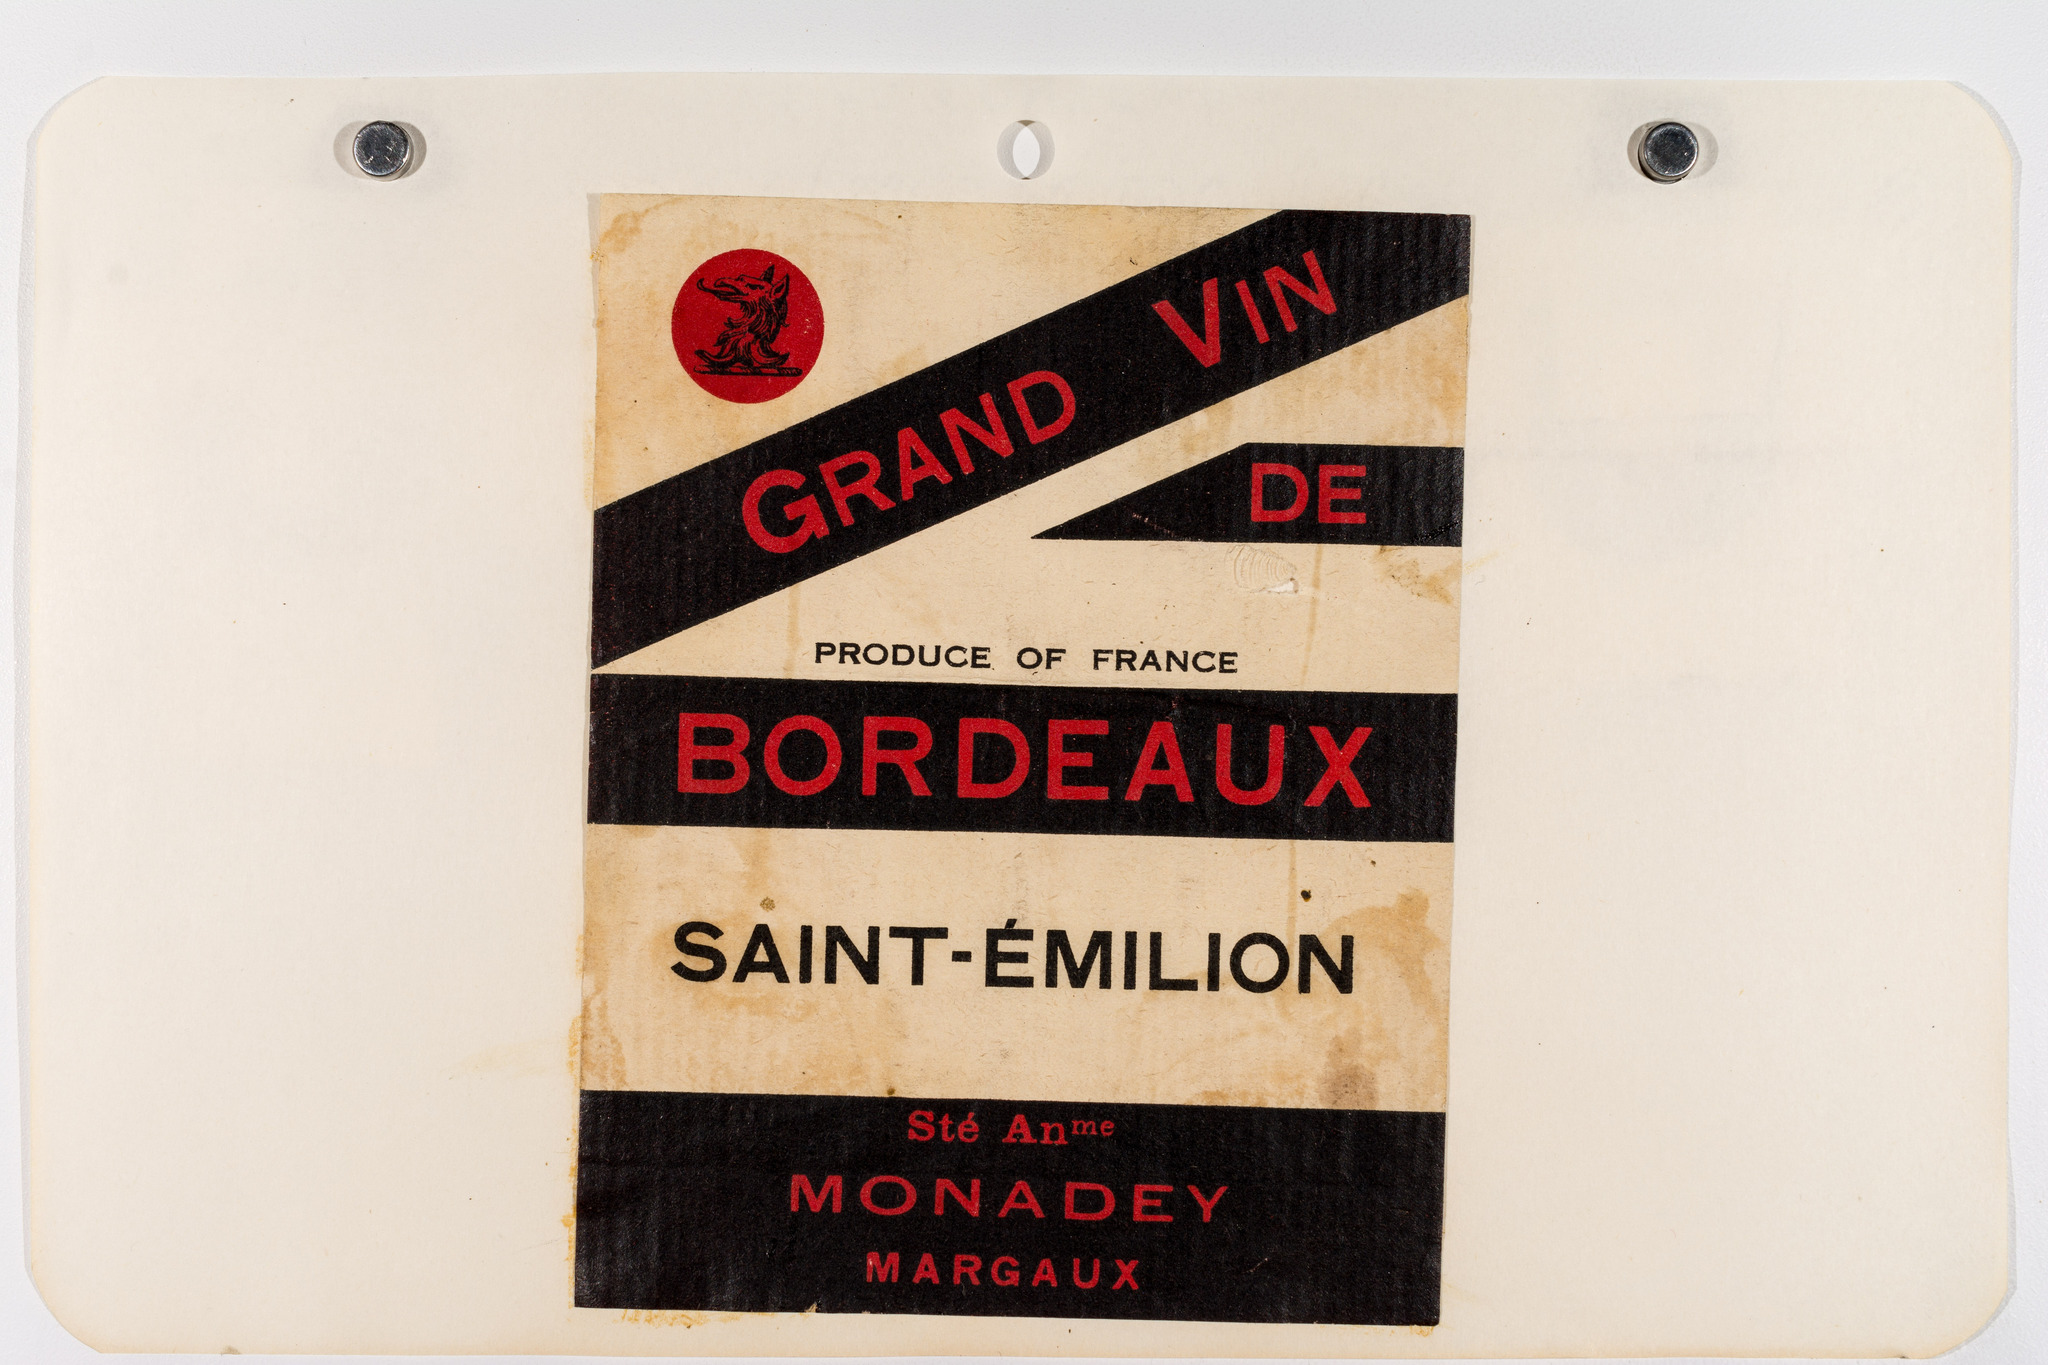 GRAND VIN
DE
PRODUCE OF FRANCE
BORDEAUX
SAINT-ÉMILION
Sté Anme
MONADEY
MARGAUX